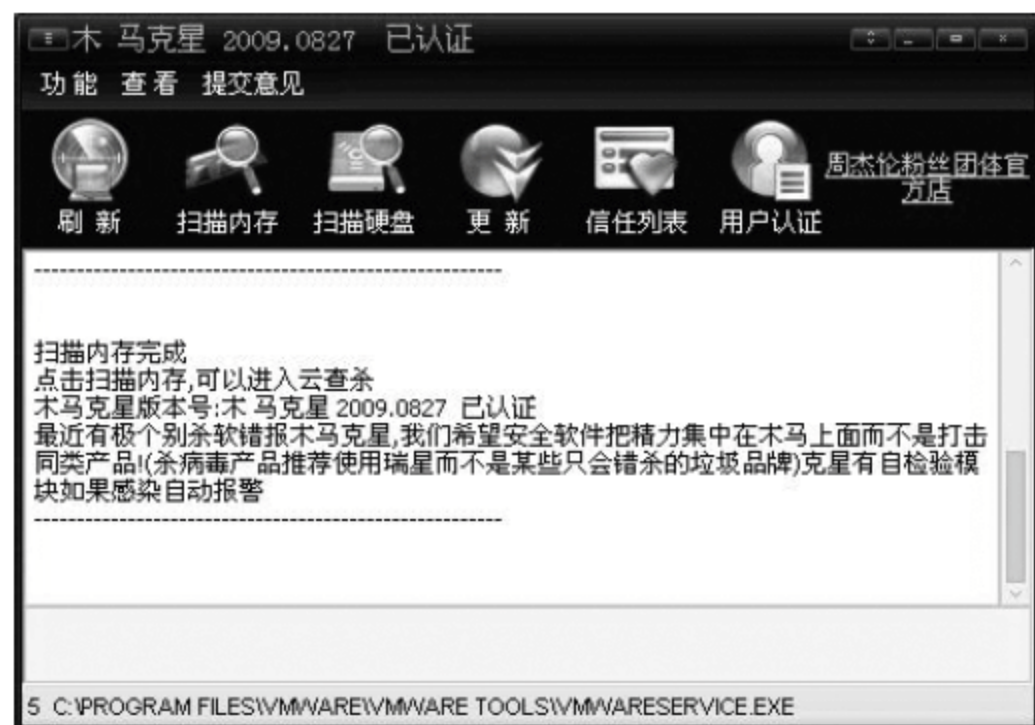 木 马克星 2009.0827 已认证
功能 查看 提交意见
刷 新 扫描内存 扫描硬盘 更 新 信任列表 用户认证
周杰伦粉丝团体官
方店
----------------------------------------------------
扫描内存完成
点击扫描内存,可以进入云查杀
木马克星版本号:木 马克星 2009.0827 已认证
最近有极个别杀软错报木马克星,我们希望安全软件把精力集中在木马上面而不是打击
同类产品!(杀病毒产品推荐使用瑞星而不是某些只会错杀的垃圾品牌)克星有自检验模
块如果感染自动报警
----------------------------------------------------
5 C:\PROGRAM FILES\VMWARE\VMWARE TOOLS\VMWARESERVICE.EXE